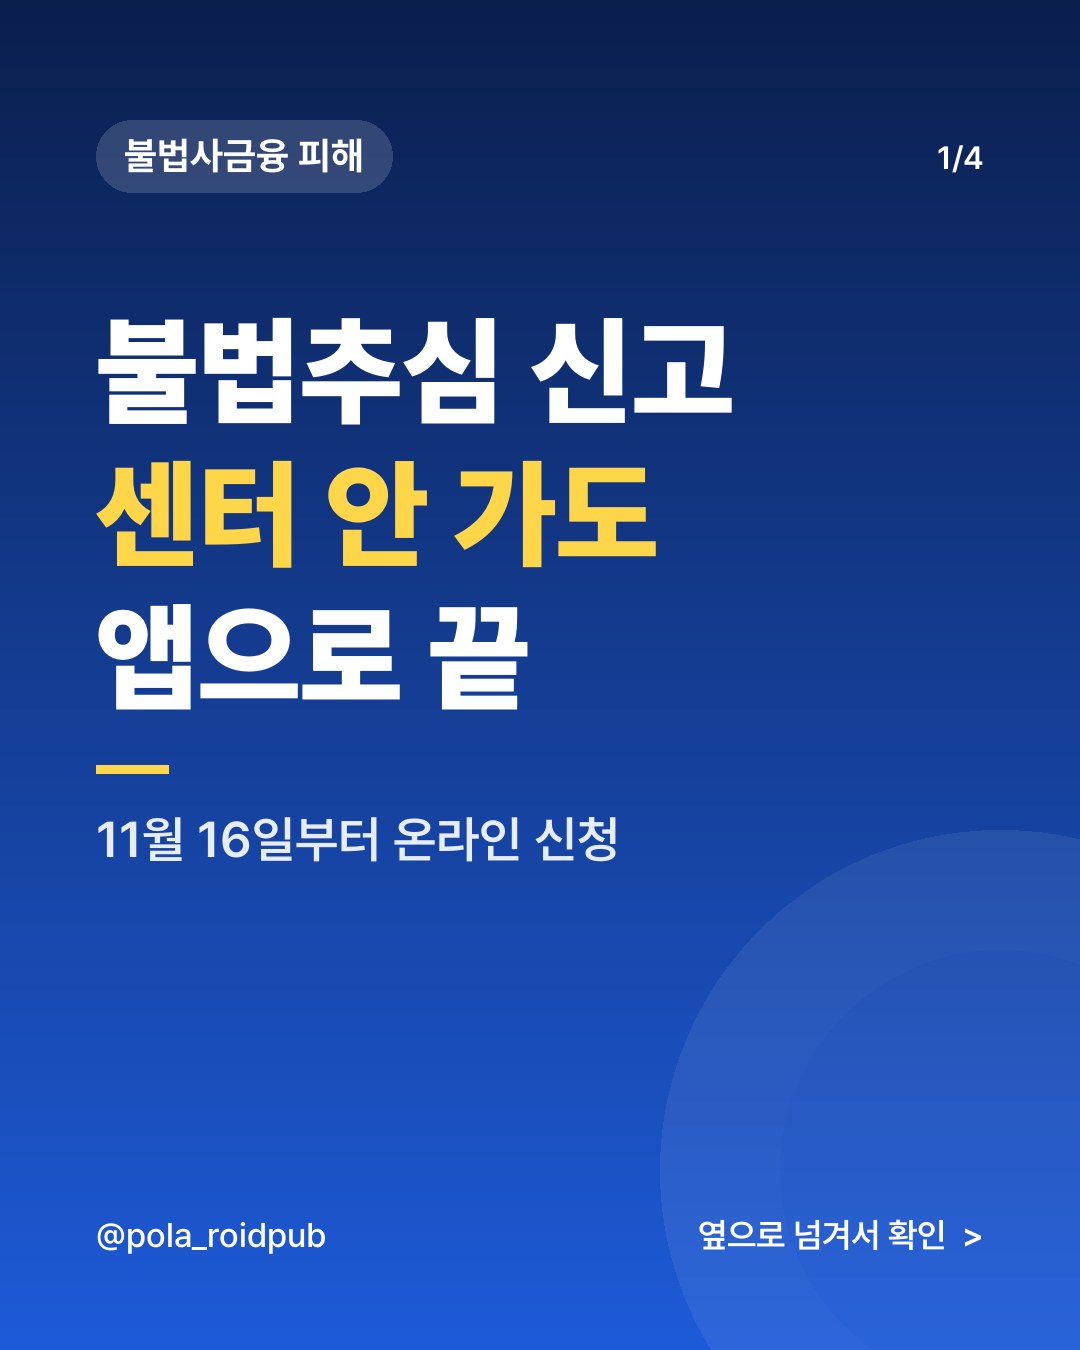 불법사금융 피해
1/4
불법추심 신고
센터 안 가도
앱으로 끝
11월 16일부터 온라인 신청
@pola_roidpub
옆으로 넘겨서 확인 >